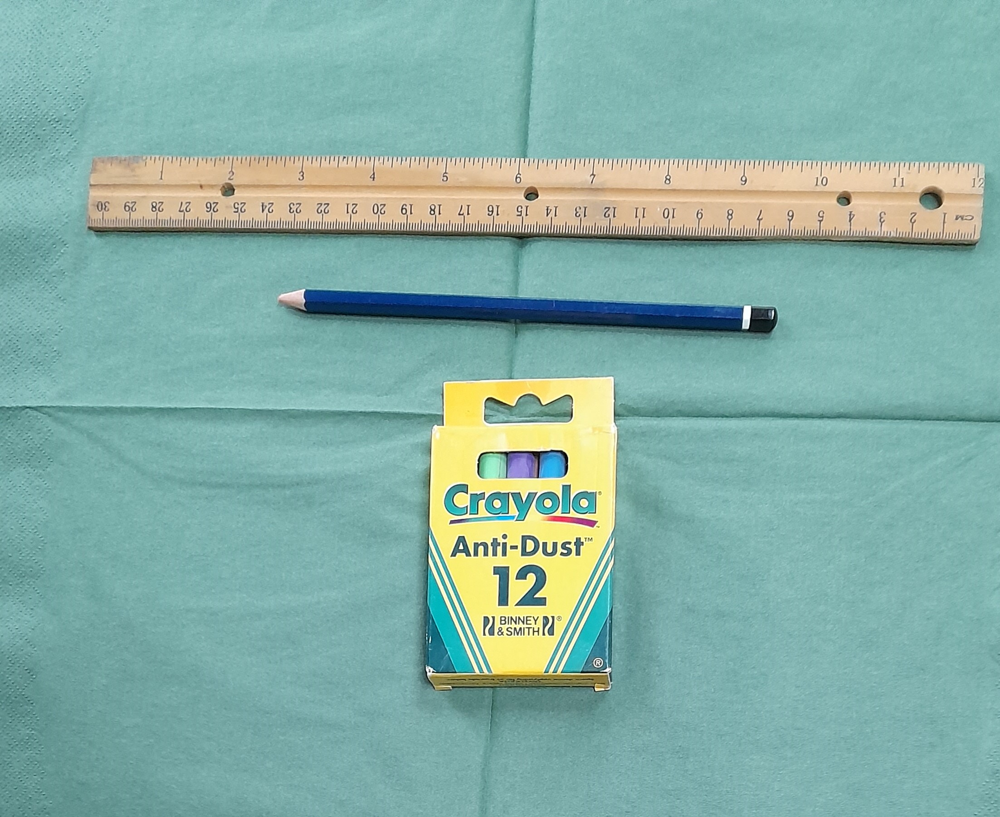 1 2 3 4 5 6 7 8 9 10 11 12
30 29 28 27 26 25 24 23 22 21 20 19 18 17 16 15 14 13 12 11 10 9 8 7 6 5 4 3 2 1 CM
Crayola®
™
Anti-Dust™
12
BINNEY ®
& SMITH
®